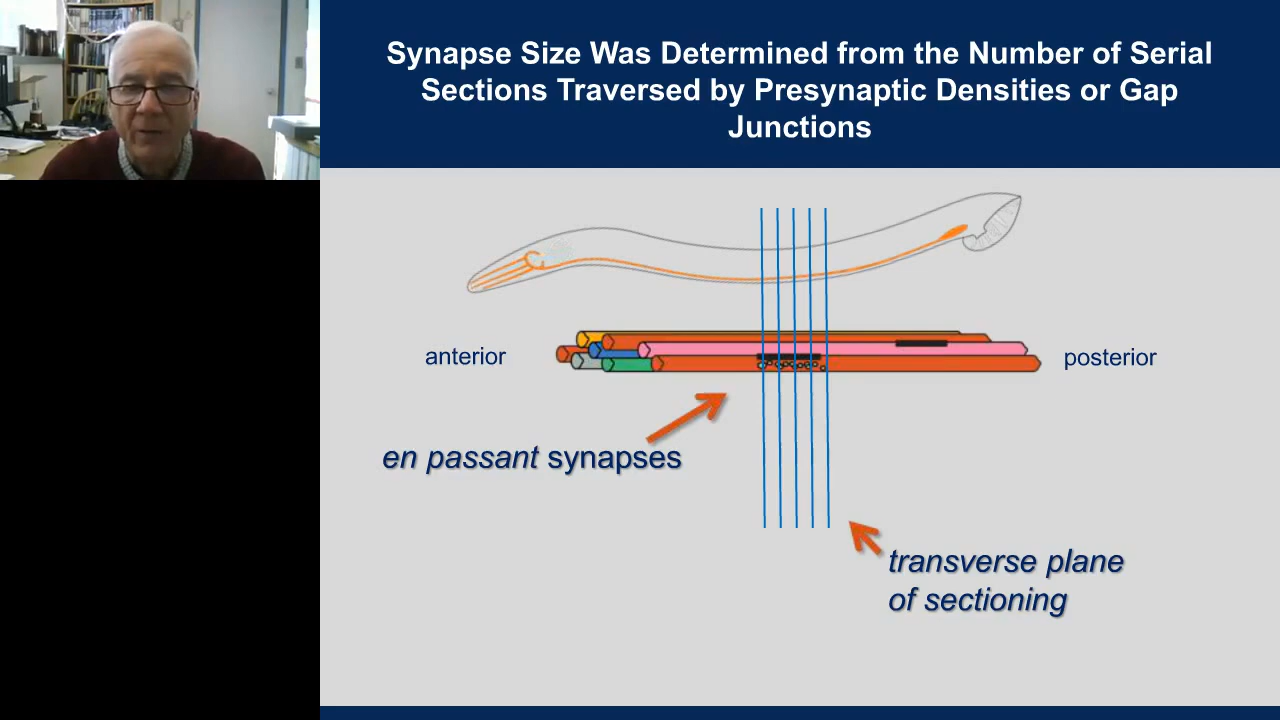 Synapse Size Was Determined from the Number of Serial
Sections Traversed by Presynaptic Densities or Gap
Junctions
anterior
posterior
en passant synapses
transverse plane
of sectioning